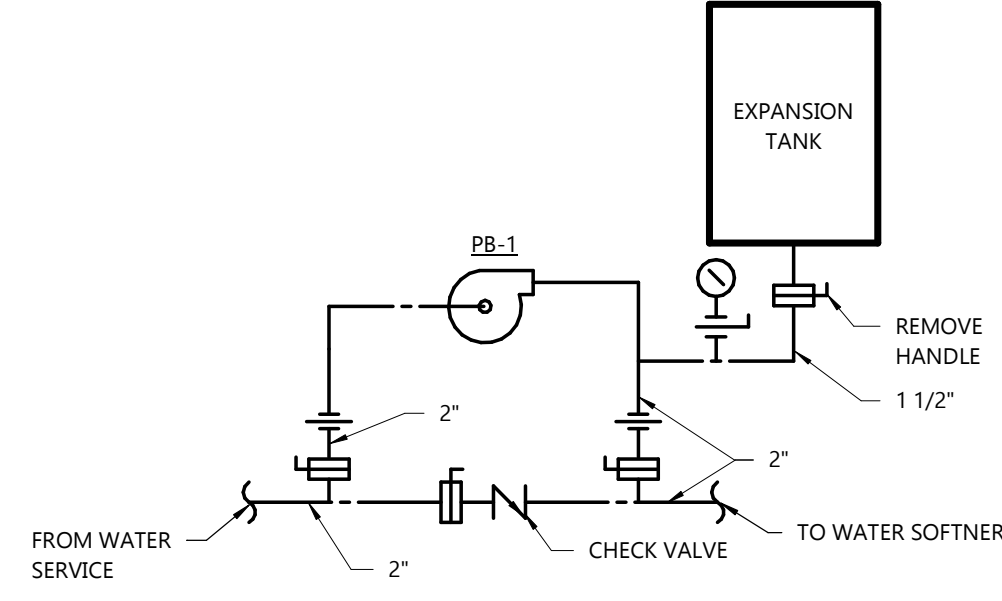 EXPANSION
TANK
PB-1
REMOVE
HANDLE
1 1/2"
2"
2"
FROM WATER
SERVICE
2"
CHECK VALVE
TO WATER SOFTNER